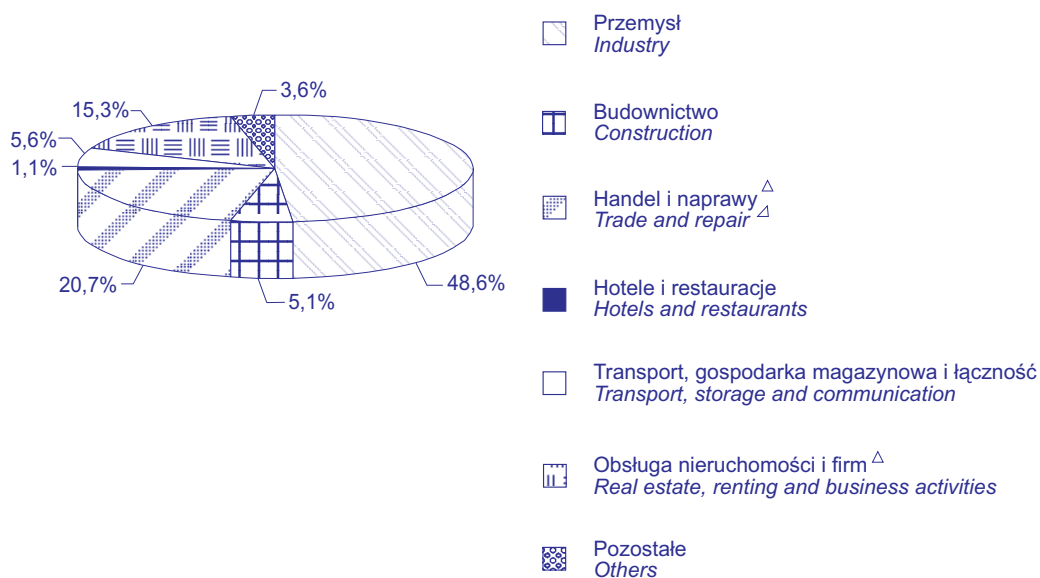 3,6%
15,3%
5,6%
1,1%
20,7%
5,1%
48,6%
Przemysł
Industry
Budownictwo
Construction
Handel i naprawy △
Trade and repair △
Hotele i restauracje
Hotels and restaurants
Transport, gospodarka magazynowa i łączność
Transport, storage and communication
Obsługa nieruchomości i firm △
Real estate, renting and business activities
Pozostałe
Others